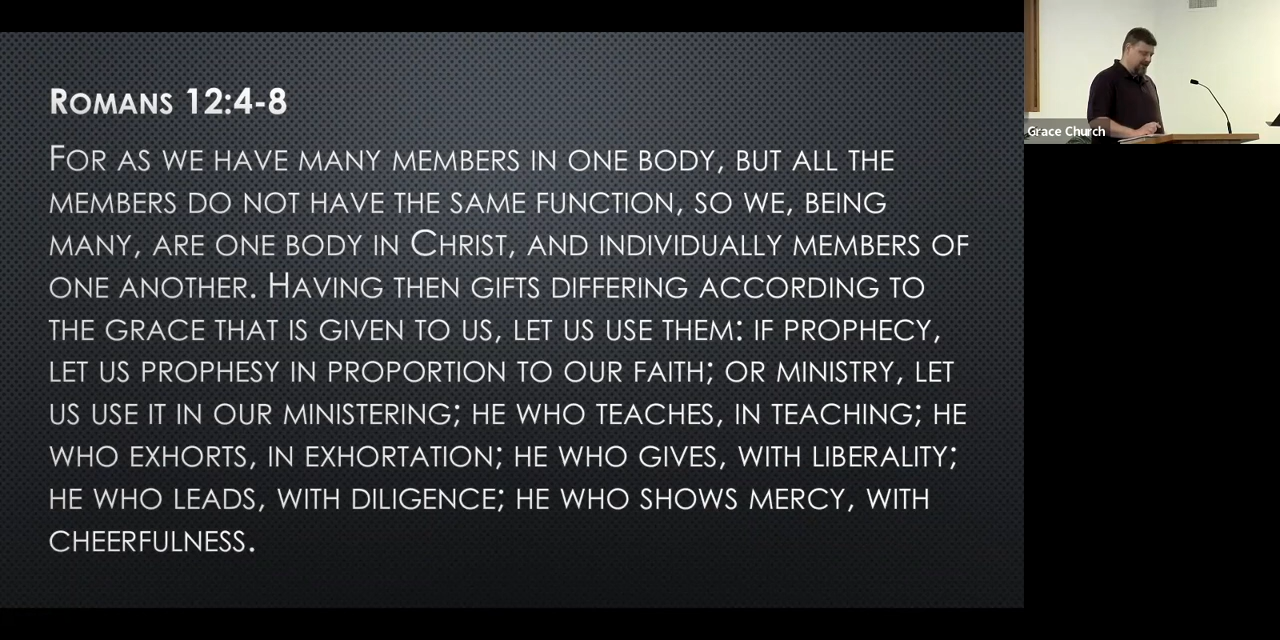 Romans 12:4-8
For as we have many members in one body, but all the
members do not have the same function, so we, being
many, are one body in Christ, and individually members of
one another. Having then gifts differing according to
the grace that is given to us, let us use them: if prophecy,
let us prophesy in proportion to our faith; or ministry, let
us use it in our ministering; he who teaches, in teaching; he
who exhorts, in exhortation; he who gives, with liberality;
he who leads, with diligence; he who shows mercy, with
cheerfulness.
Grace Church